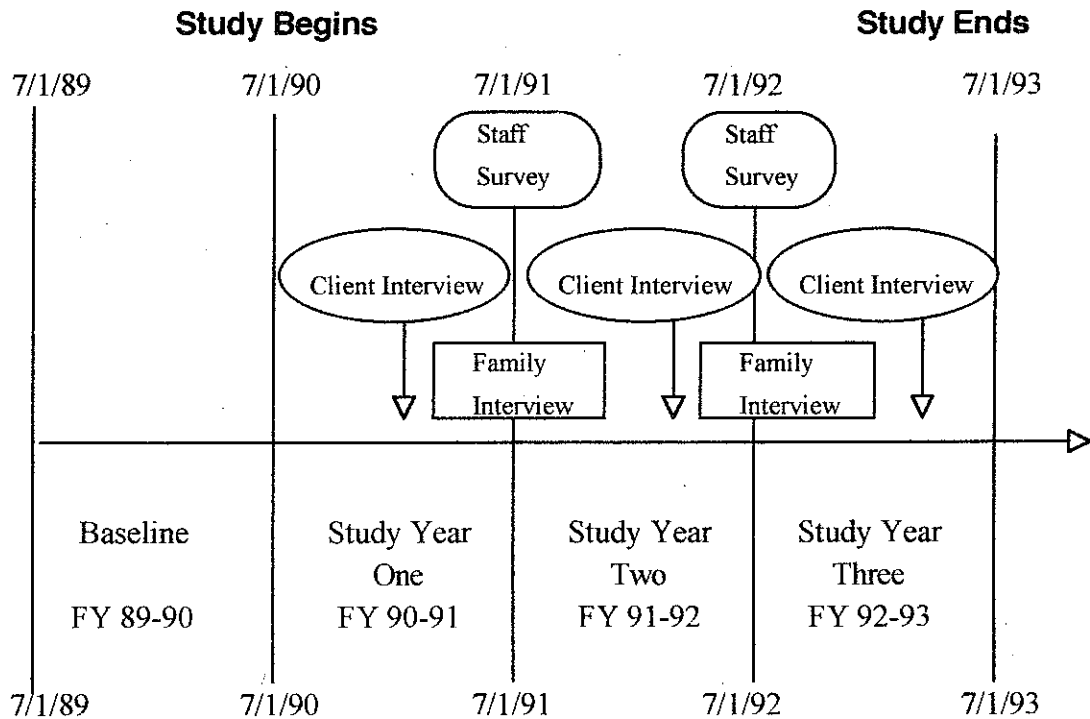 Study Begins Study Ends
7/1/89 7/1/90 7/1/91 7/1/92 7/1/93
Staff
Survey
Staff
Survey
Client Interview Client Interview Client Interview
Family
Interview
Family
Interview
Baseline
FY 89-90
Study Year
One
FY 90-91
Study Year
Two
FY 91-92
Study Year
Three
FY 92-93
7/1/89 7/1/90 7/1/91 7/1/92 7/1/93